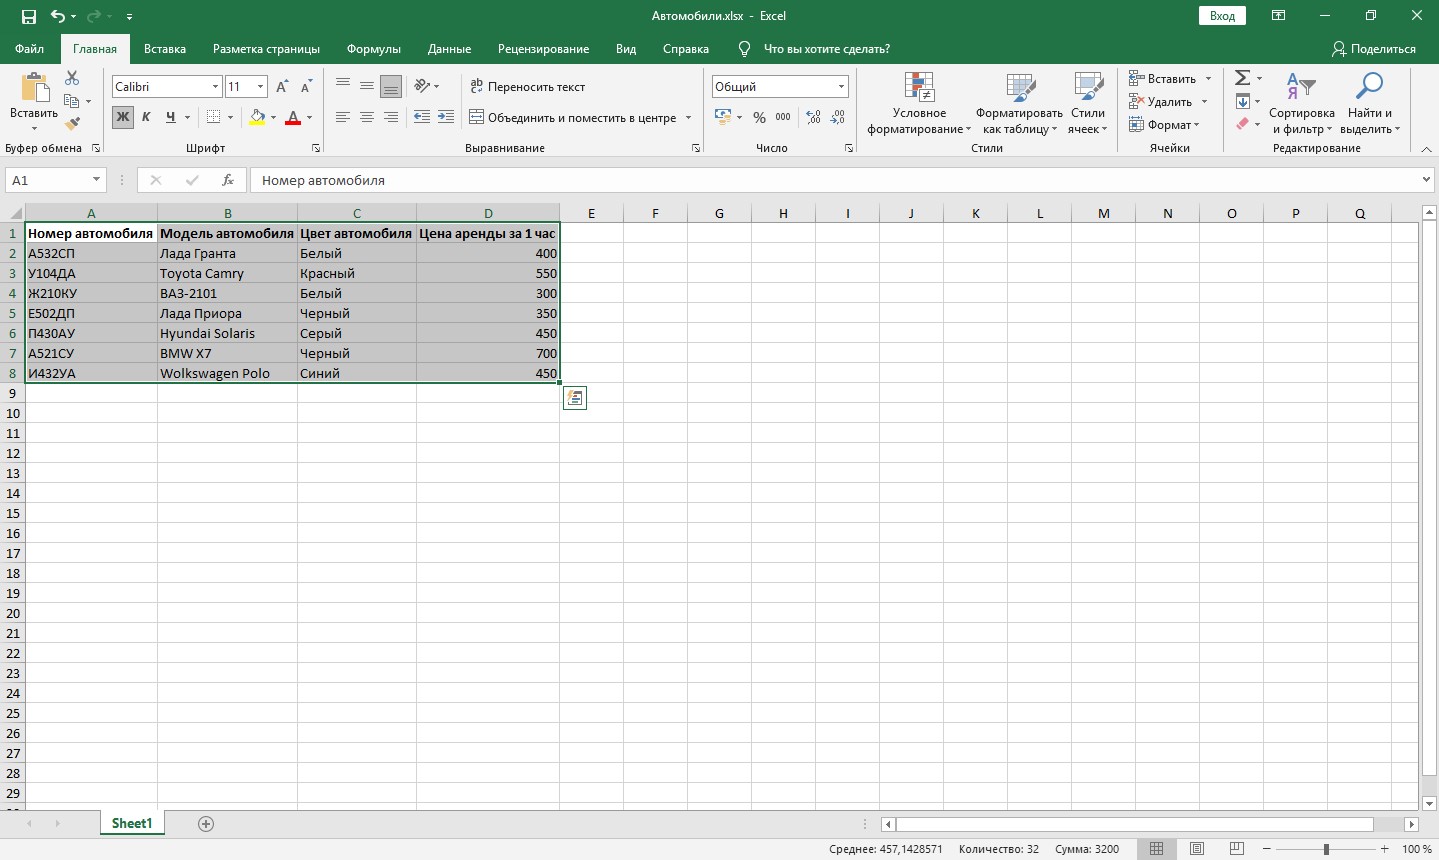 Автомобили.xlsx - Excel
Вход
Файл Главная Вставка Разметка страницы Формулы Данные Рецензирование Вид Справка Что вы хотите сделать? Поделиться
Вставить
Буфер обмена
Calibri 11
Ж К Ч А
Шрифт
Переносить текст
Объединить и поместить в центре
Выравнивание
Общий
% 000
Число
Условное форматирование
Форматировать как таблицу
Стили ячеек
Стили
Вставить
Удалить
Формат
Ячейки
Сортировка и фильтр
Найти и выделить
Редактирование
A1 fx Номер автомобиля
A B C D E F G H I J K L M N O P Q
1 Номер автомобиля Модель автомобиля Цвет автомобиля Цена аренды за 1 час
2 А532СП Лада Гранта Белый 400
3 У104ДА Toyota Camry Красный 550
4 Ж210КУ ВАЗ-2101 Белый 300
5 Е502ДП Лада Приора Черный 350
6 П430АУ Hyundai Solaris Серый 450
7 А521СУ BMW X7 Черный 700
8 И432УА Wolkswagen Polo Синий 450
9
10
11
12
13
14
15
16
17
18
19
20
21
22
23
24
25
26
27
28
29
Sheet1
Среднее: 457,1428571 Количество: 32 Сумма: 3200 100 %